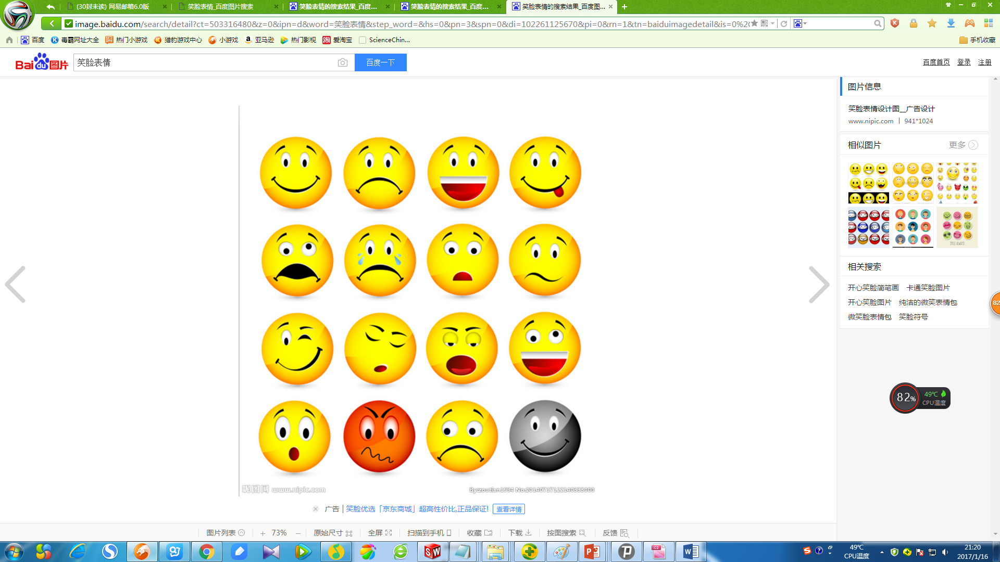 (30封未读) 网易邮箱6.0版
笑脸表情_百度图片搜索
笑脸表情的搜索结果_百度...
笑脸表情的搜索结果_百度...
笑脸表情的搜索结果_百度图...
image.baidu.com/search/detail?ct=503316480&z=0&ipn=d&word=笑脸表情&step_word=&hs=0&pn=3&spn=0&di=102261125670&pi=0&rn=1&tn=baiduimagedetail&is=0%2C
百度 毒霸网址大全 热门小游戏 猎豹游戏中心 小游戏 亚马逊 热门影视 爱淘宝 ScienceChin... 手机收藏
Bai du 图片 笑脸表情 百度一下 百度首页 登录 注册
图片信息
笑脸表情设计图__广告设计
www.nipic.com | 941*1024
相似图片 更多
相关搜索
开心笑脸简笔画 卡通笑脸图片
开心笑脸图片 纯洁的微笑表情包
微笑脸表情包 笑脸符号
82
82% 49℃
CPU温度
昵图网 www.nipic.com By:zoutian1994 No:20140717122140333000
广告 | 笑脸优选「京东商城」超高性价比,正品保证! 查看详情
图片列表 + 73% − 原始尺寸 全屏 扫描到手机 收藏 下载 按图搜索 反馈
49℃
CPU温度
21:20
2017/1/16